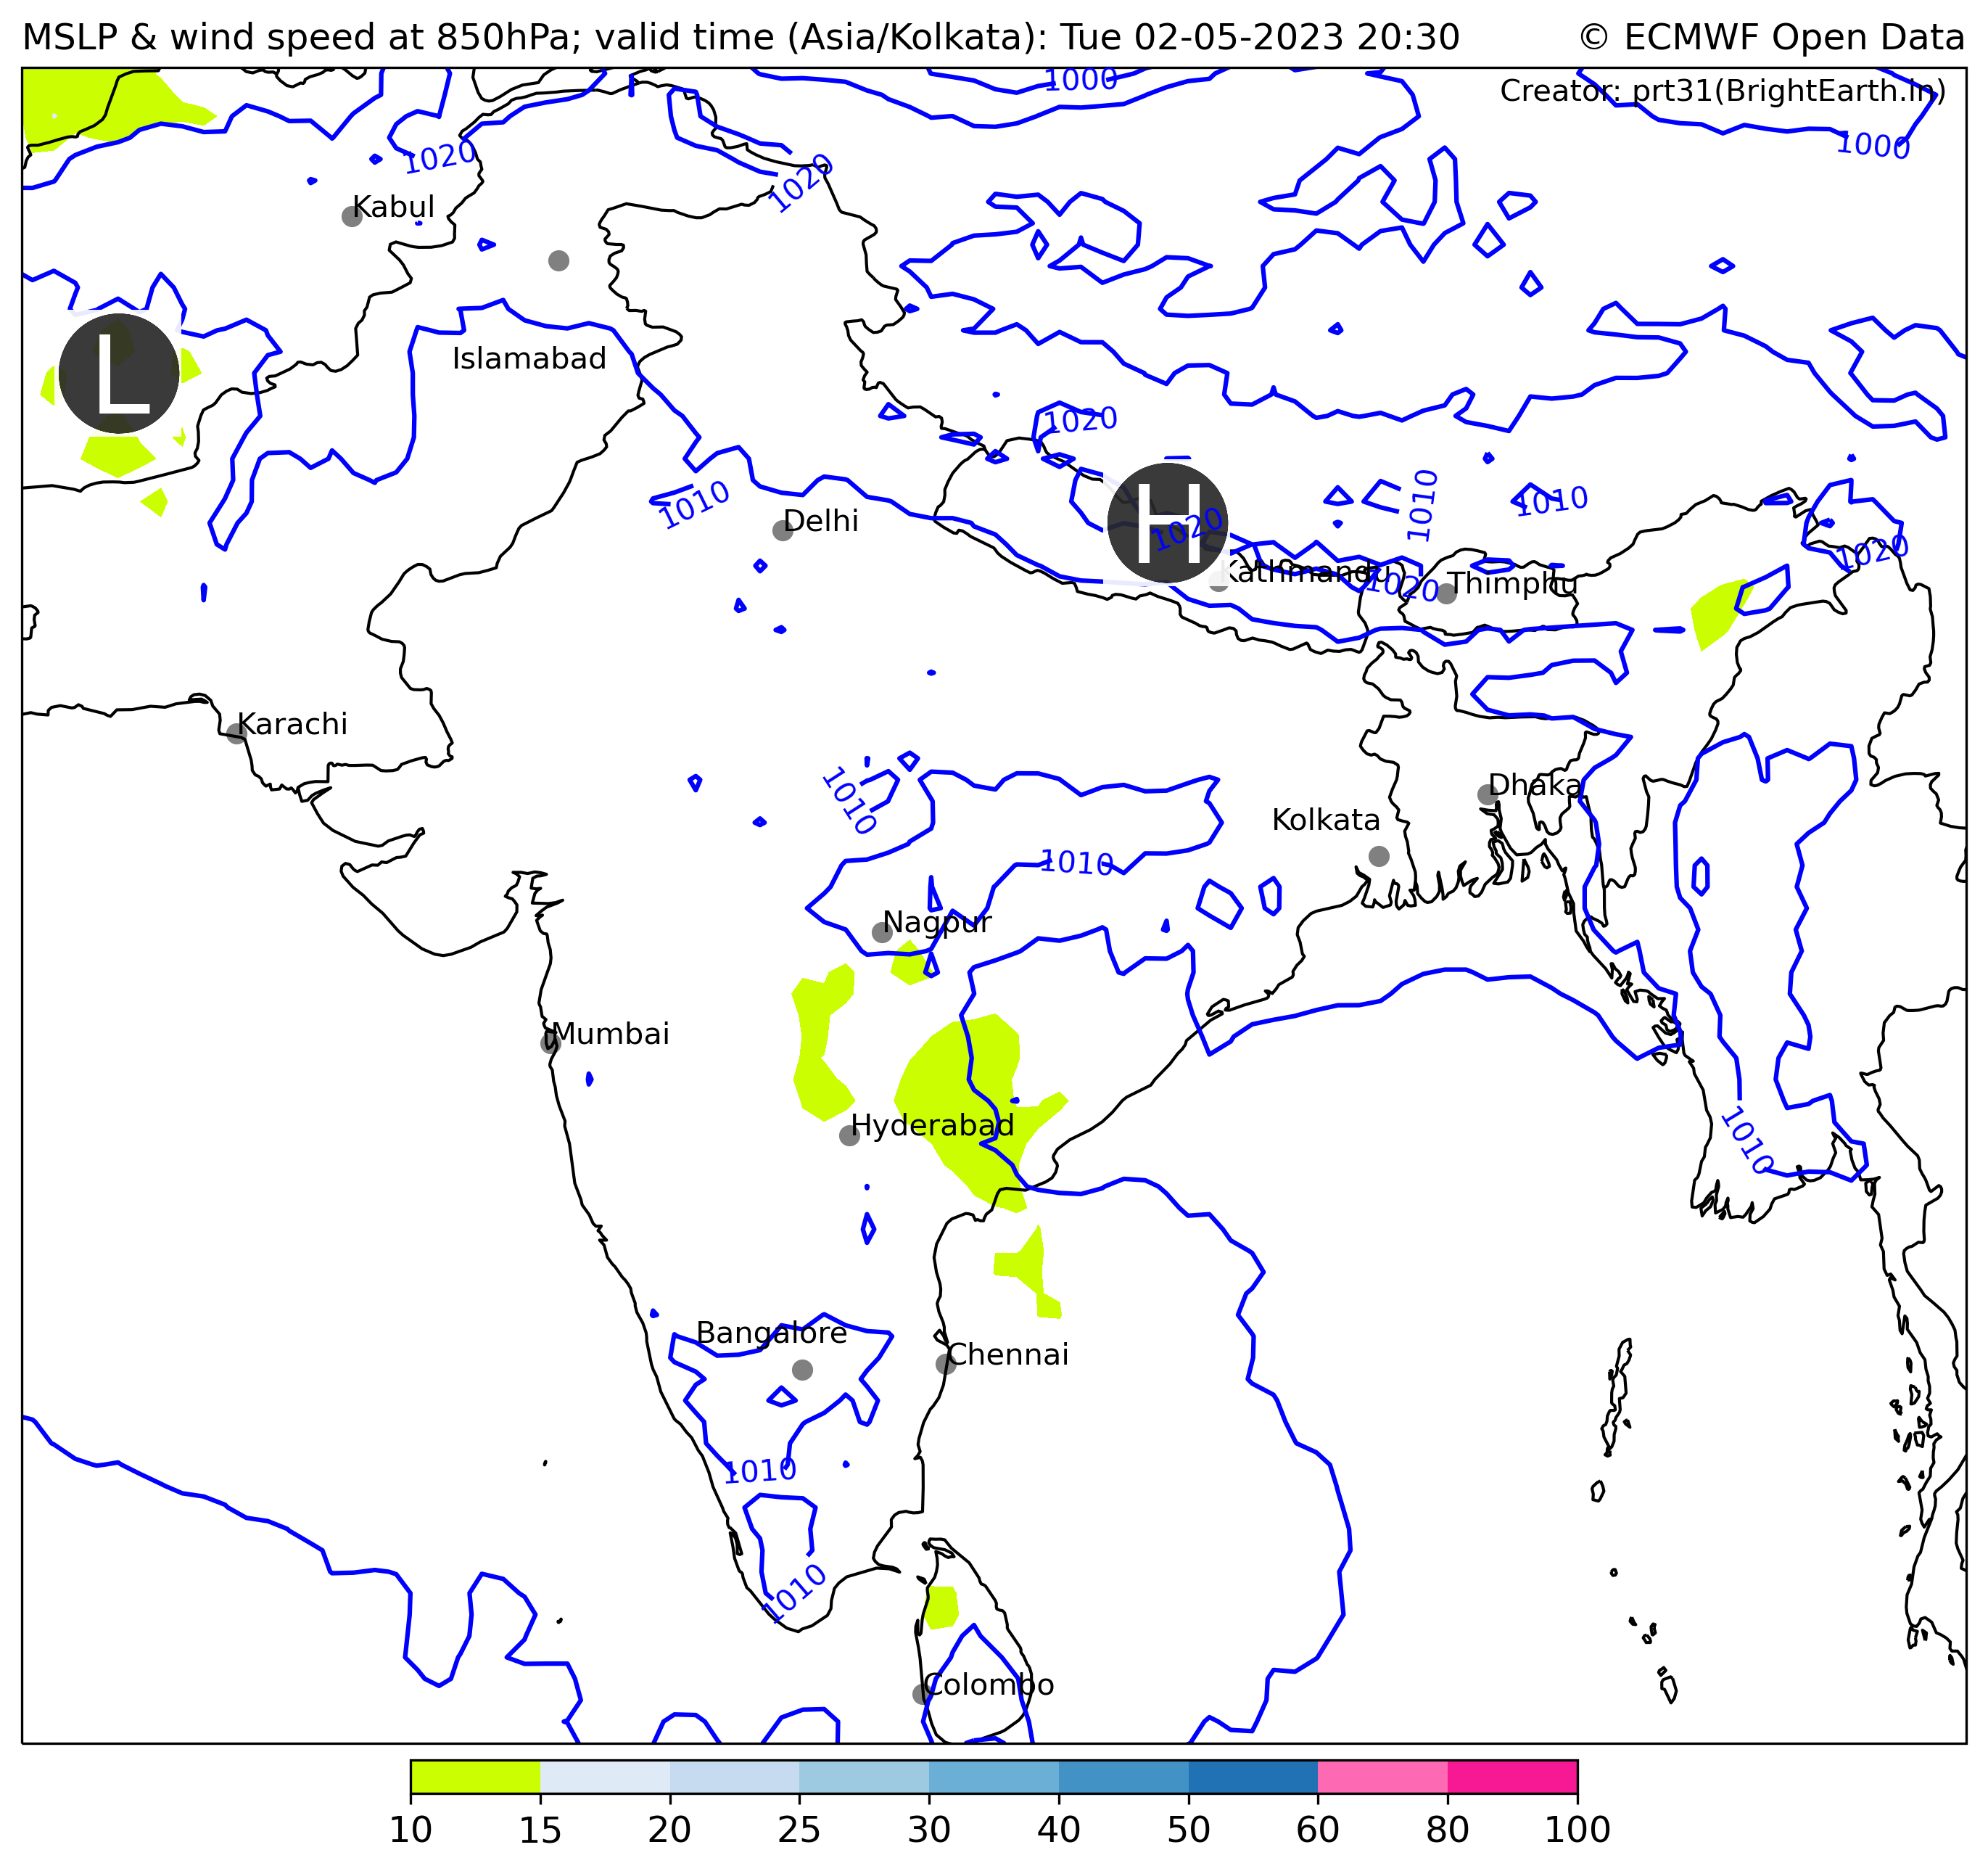 MSLP & wind speed at 850hPa; valid time (Asia/Kolkata): Tue 02-05-2023 20:30
© ECMWF Open Data
1000
Creator: prt31(BrightEarth.in)
1000
1020
1020
Kabul
L
Islamabad
1020
1010
1010
1010
Delhi
H
1020
1020
Kathmandu
1020
Thimphu
Karachi
1010
Dhaka
Kolkata
1010
Nagpur
Mumbai
Hyderabad
1010
Bangalore
Chennai
1010
1010
Colombo
10 15 20 25 30 40 50 60 80 100